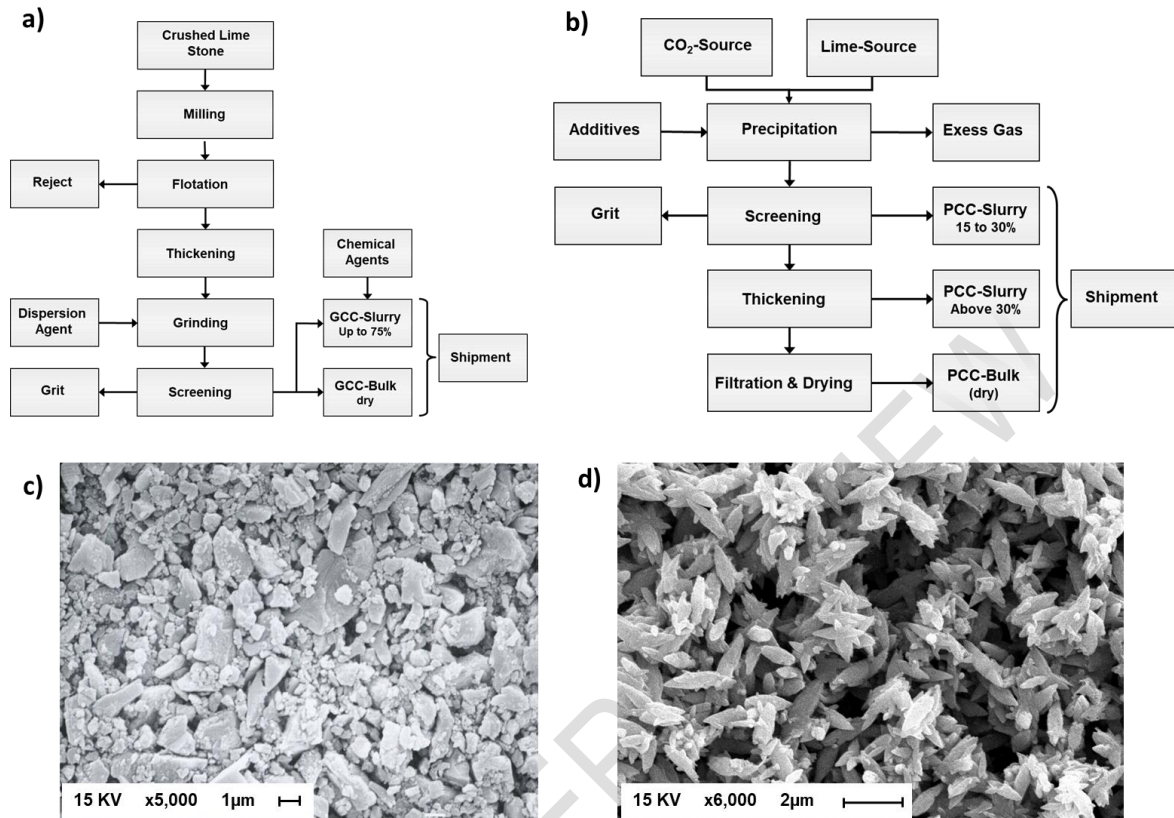 a)
Crushed Lime
Stone
Milling
Reject
Flotation
Thickening
Chemical
Agents
Dispersion
Agent
Grinding
GCC-Slurry
Up to 75%
Shipment
Grit
Screening
GCC-Bulk
dry
b)
CO₂-Source
Lime-Source
Additives
Precipitation
Exess Gas
Grit
Screening
PCC-Slurry
15 to 30%
Thickening
PCC-Slurry
Above 30%
Shipment
Filtration & Drying
PCC-Bulk
(dry)
c)
15 KV x5,000 1µm
d)
15 KV x6,000 2µm